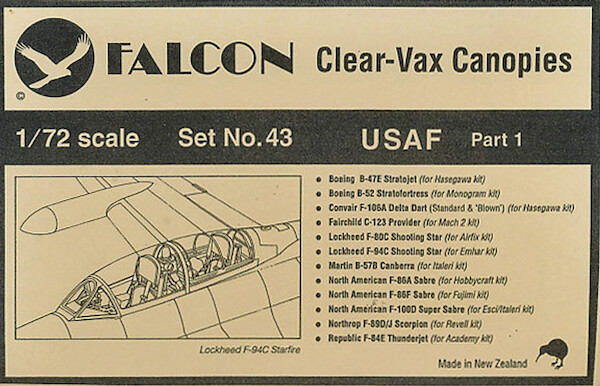 ©
FALCON Clear-Vax Canopies
1/72 scale Set No. 43 USAF Part 1
Boeing B-47E Stratojet (for Hasegawa kit)
Boeing B-52 Stratofortress (for Monogram kit)
Convair F-106A Delta Dart (Standard & 'Blown') (for Hasegawa kit)
Fairchild C-123 Provider (for Mach 2 kit)
Lockheed F-80C Shooting Star (for Airfix kit)
Lockheed F-94C Shooting Star (for Emhar kit)
Martin B-57B Canberra (for Italeri kit)
North American F-86A Sabre (for Hobbycraft kit)
North American F-86F Sabre (for Fujimi kit)
North American F-100D Super Sabre (for Esci/Italeri kit)
Northrop F-89D/J Scorpion (for Revell kit)
Republic F-84E Thunderjet (for Academy kit)
Lockheed F-94C Starfire
Made in New Zealand